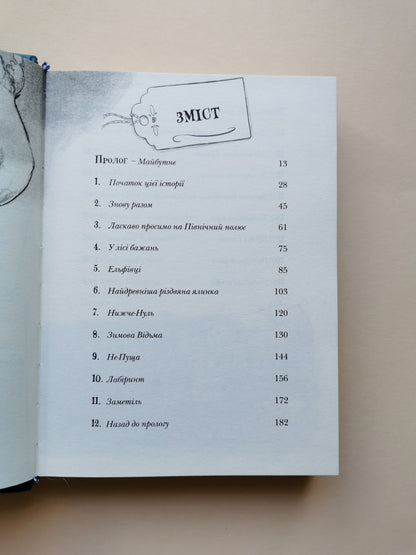 ЗМІСТ
Пролог – Майбутнє 13
1. Початок цієї історії 28
2. Знову разом 45
3. Ласкаво просимо на Північний полюс 61
4. У лісі бажань 75
5. Ельфівці 85
6. Найдревніша різдвяна ялинка 103
7. Нижче-Нуль 120
8. Зимова Відьма 130
9. Не-Пуща 144
10. Лабіринт 156
11. Заметіль 172
12. Назад до прологу 182